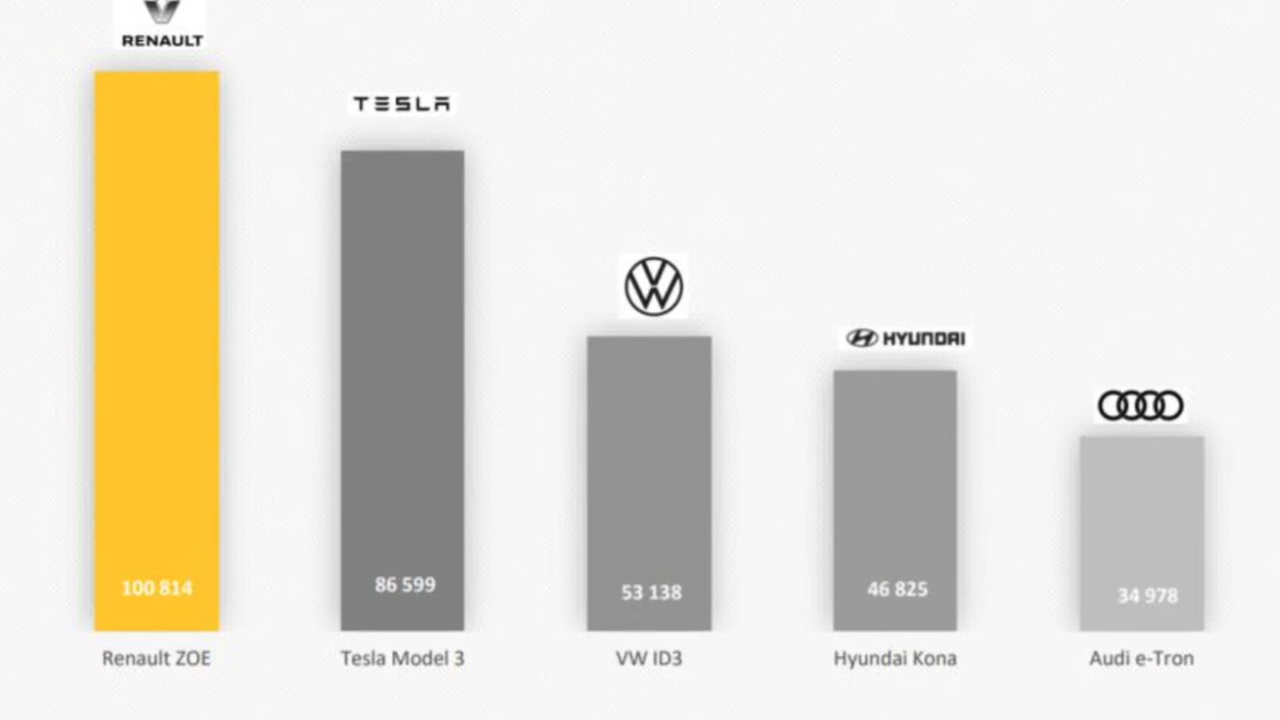 RENAULT
TESLA
HYUNDAI
100 814
86 599
53 138
46 825
34 978
Renault ZOE
Tesla Model 3
VW ID3
Hyundai Kona
Audi e-Tron